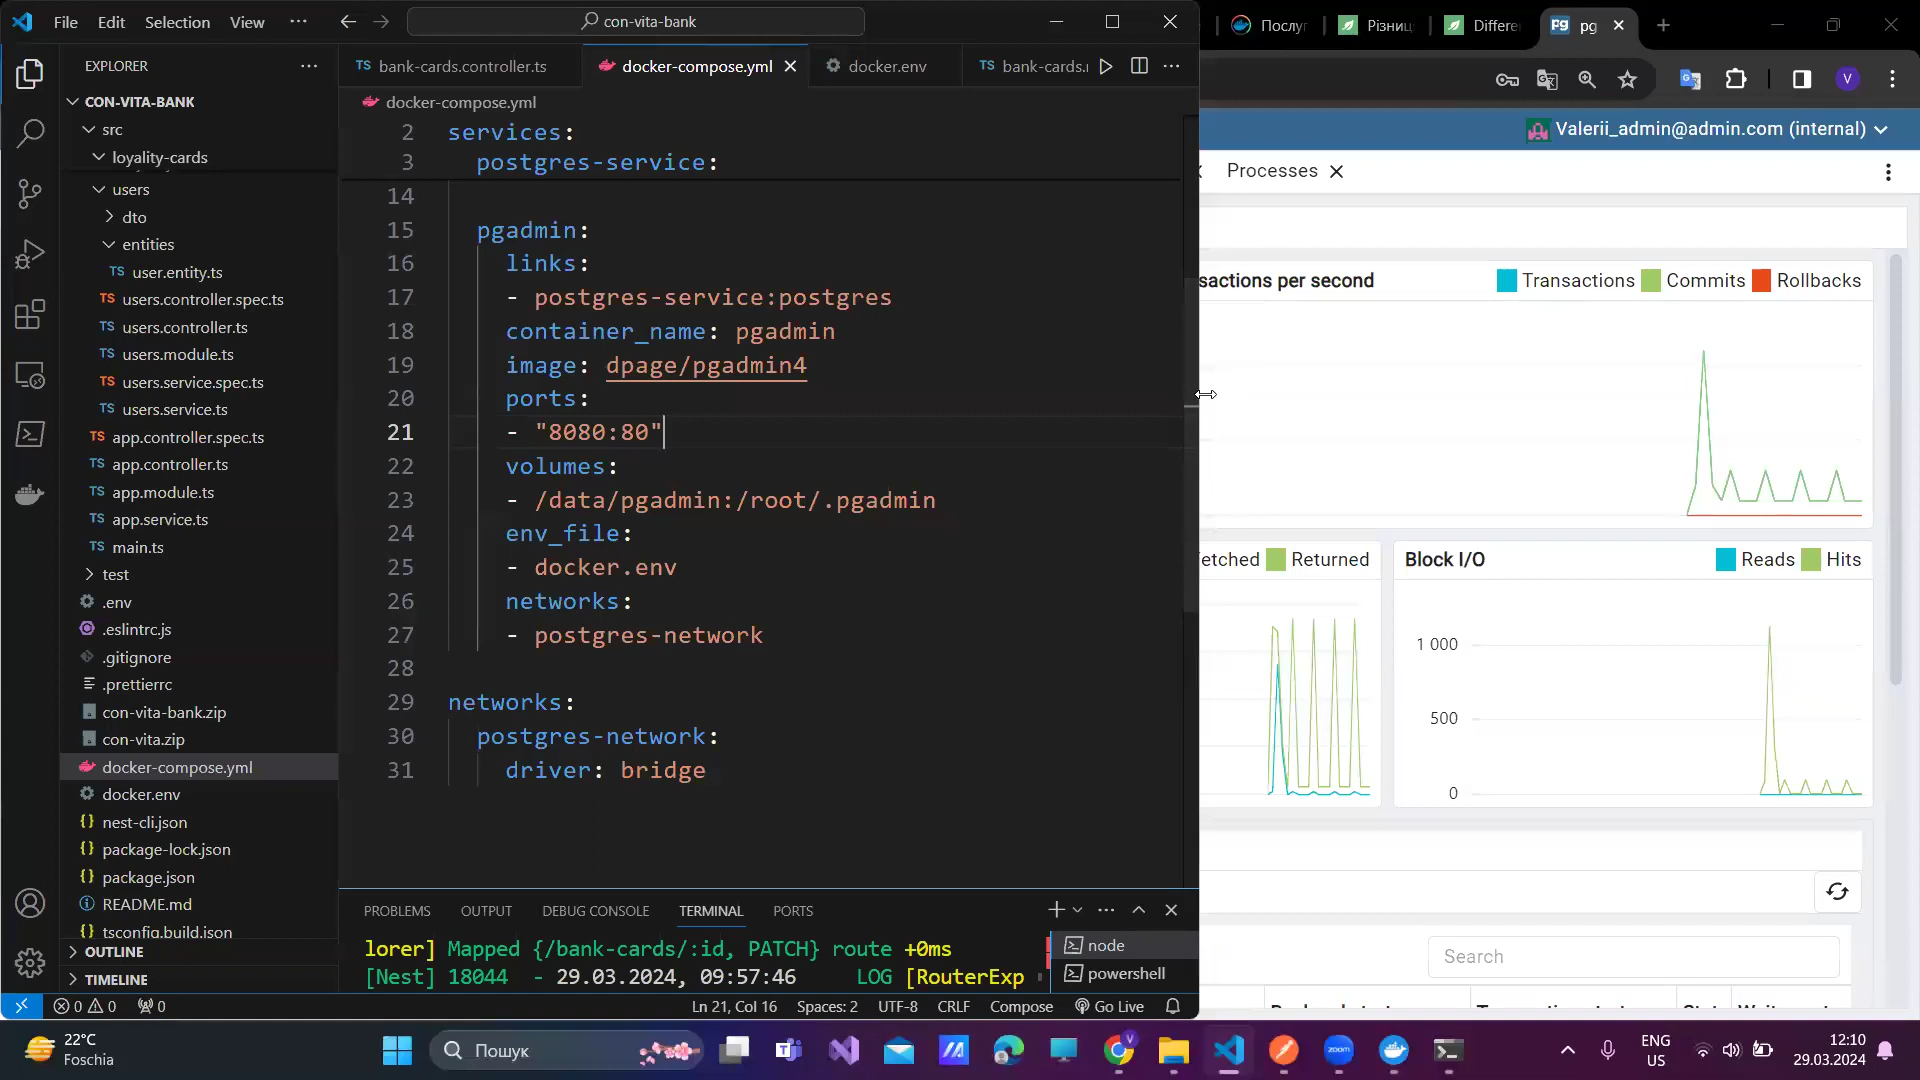 File Edit Selection View ··· con-vita-bank
EXPLORER
CON-VITA-BANK
src
loyality-cards
users
dto
entities
TS user.entity.ts
TS users.controller.spec.ts
TS users.controller.ts
TS users.module.ts
TS users.service.spec.ts
TS users.service.ts
TS app.controller.spec.ts
TS app.controller.ts
TS app.module.ts
TS app.service.ts
TS main.ts
test
.env
.eslintrc.js
.gitignore
.prettierrc
con-vita-bank.zip
con-vita.zip
docker-compose.yml
docker.env
{} nest-cli.json
{} package-lock.json
{} package.json
README.md
{} tsconfig.build.json
OUTLINE
TIMELINE
TS bank-cards.controller.ts docker-compose.yml docker.env TS bank-cards.
docker-compose.yml
2 services:
3 postgres-service:
14
15 pgadmin:
16 links:
17 - postgres-service:postgres
18 container_name: pgadmin
19 image: dpage/pgadmin4
20 ports:
21 - "8080:80"
22 volumes:
23 - /data/pgadmin:/root/.pgadmin
24 env_file:
25 - docker.env
26 networks:
27 - postgres-network
28
29 networks:
30 postgres-network:
31 driver: bridge
PROBLEMS OUTPUT DEBUG CONSOLE TERMINAL PORTS
lorer] Mapped {/bank-cards/:id, PATCH} route +0ms
[Nest] 18044 - 29.03.2024, 09:57:46 LOG [RouterExp
node
powershell
0 0 0 Ln 21, Col 16 Spaces: 2 UTF-8 CRLF Compose Go Live
Послуг Різниц Differe Pg pg
V
Valerii_admin@admin.com (internal)
Processes
sactions per second Transactions Commits Rollbacks
etched Returned
Block I/O Reads Hits
1 000
500
0
Search
22°C
Foschia
Пошук
zoom
ENG
US
12:10
29.03.2024